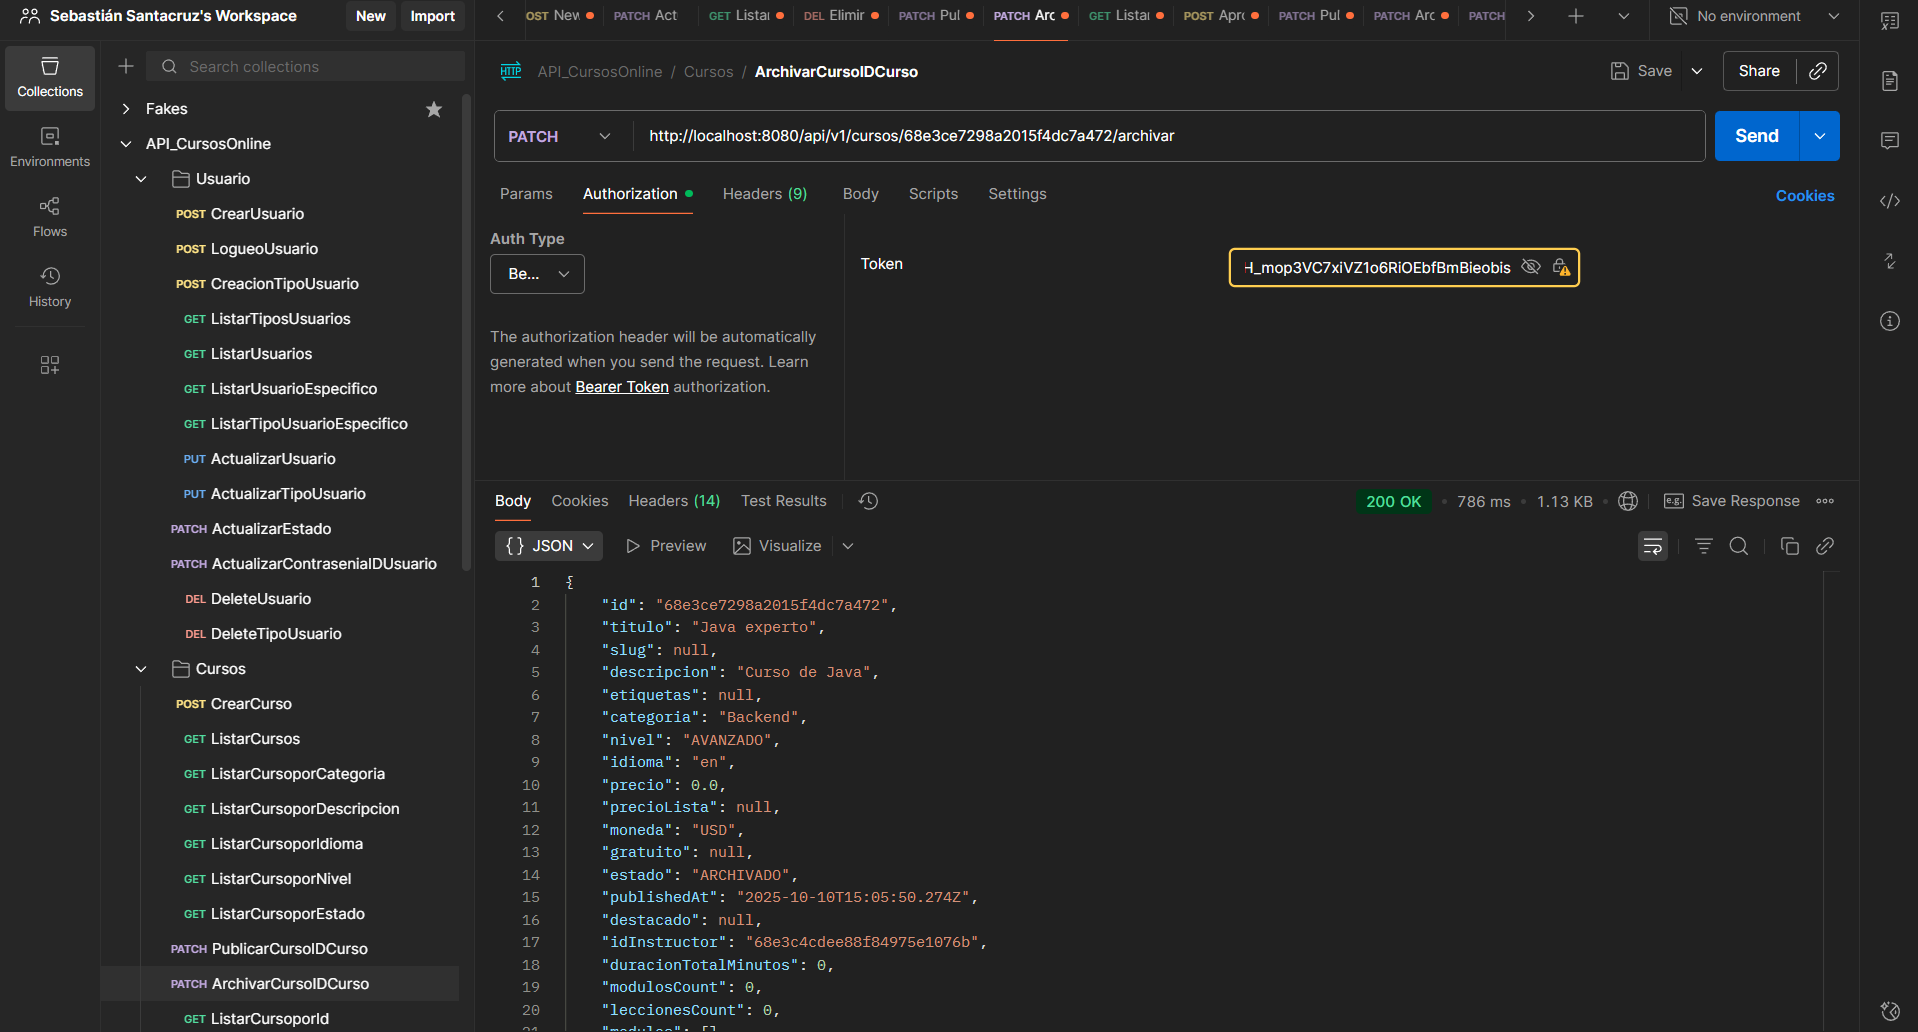 Sebastián Santacruz's Workspace
New
Import
OST New
PATCH Act
GET Listar
DEL Elimir
PATCH Pul
PATCH Arc
GET Listar
POST Apro
PATCH Pul
PATCH Arc
PATCH
No environment
Collections
Environments
Flows
History
Search collections
Fakes
API_CursosOnline
Usuario
POST CrearUsuario
POST LogueoUsuario
POST CreacionTipoUsuario
GET ListarTiposUsuarios
GET ListarUsuarios
GET ListarUsuarioEspecifico
GET ListarTipoUsuarioEspecifico
PUT ActualizarUsuario
PUT ActualizarTipoUsuario
PATCH ActualizarEstado
PATCH ActualizarContraseniaIDUsuario
DEL DeleteUsuario
DEL DeleteTipoUsuario
Cursos
POST CrearCurso
GET ListarCursos
GET ListarCursoporCategoria
GET ListarCursoporDescripcion
GET ListarCursoporIdioma
GET ListarCursoporNivel
GET ListarCursoporEstado
PATCH PublicarCursoIDCurso
PATCH ArchivarCursoIDCurso
GET ListarCursoporId
HTTP
API_CursosOnline / Cursos / ArchivarCursoIDCurso
Save
Share
PATCH
http://localhost:8080/api/v1/cursos/68e3ce7298a2015f4dc7a472/archivar
Send
Params
Authorization
Headers (9)
Body
Scripts
Settings
Cookies
Auth Type
Be...
The authorization header will be automatically
generated when you send the request. Learn
more about Bearer Token authorization.
Token
H_mop3VC7xiVZ1o6RiOEbfBmBieobis
Body
Cookies
Headers (14)
Test Results
200 OK
786 ms
1.13 KB
e.g. Save Response
{} JSON
Preview
Visualize
1 {
2 "id": "68e3ce7298a2015f4dc7a472",
3 "titulo": "Java experto",
4 "slug": null,
5 "descripcion": "Curso de Java",
6 "etiquetas": null,
7 "categoria": "Backend",
8 "nivel": "AVANZADO",
9 "idioma": "en",
10 "precio": 0.0,
11 "precioLista": null,
12 "moneda": "USD",
13 "gratuito": null,
14 "estado": "ARCHIVADO",
15 "publishedAt": "2025-10-10T15:05:50.274Z",
16 "destacado": null,
17 "idInstructor": "68e3c4cdee88f84975e1076b",
18 "duracionTotalMinutos": 0,
19 "modulosCount": 0,
20 "leccionesCount": 0,
21 "modulos": [],